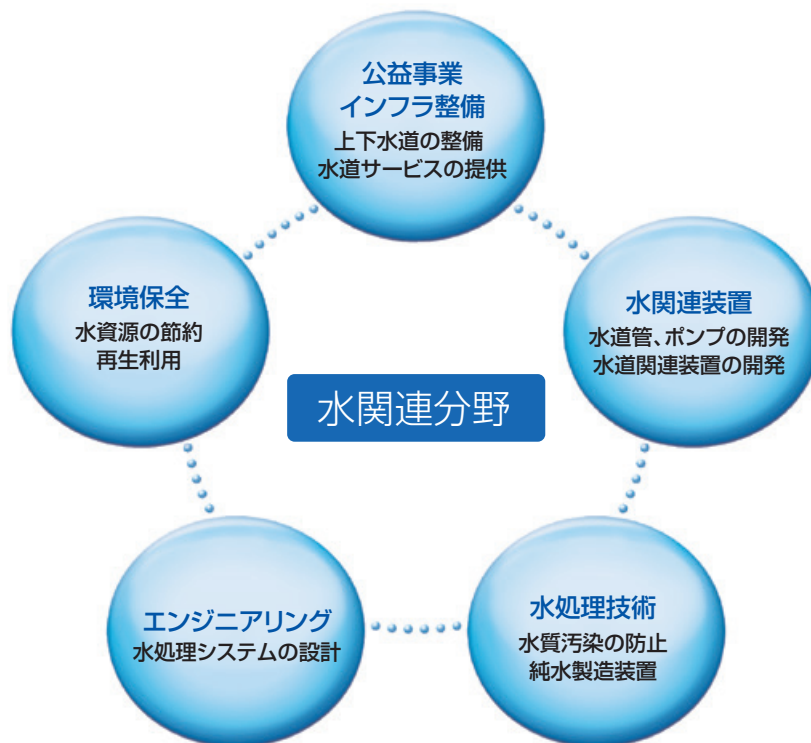 公益事業
インフラ整備
上下水道の整備
水道サービスの提供
環境保全
水資源の節約
再生利用
水関連装置
水道管、ポンプの開発
水道関連装置の開発
水関連分野
エンジニアリング
水処理システムの設計
水処理技術
水質汚染の防止
純水製造装置